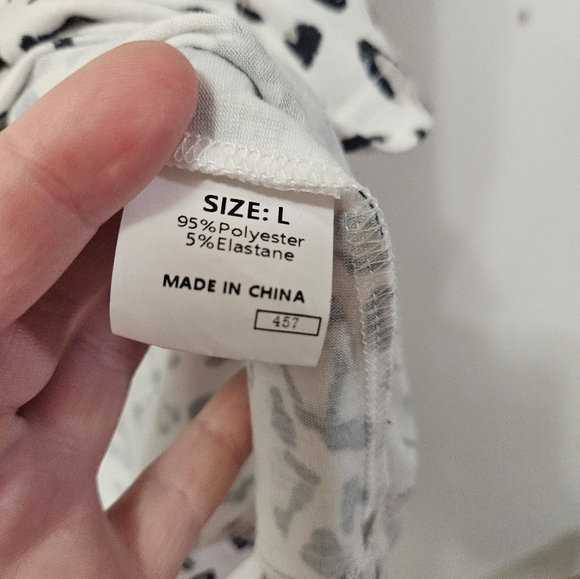 SIZE: L
95%Polyester
5%Elastane
MADE IN CHINA
457